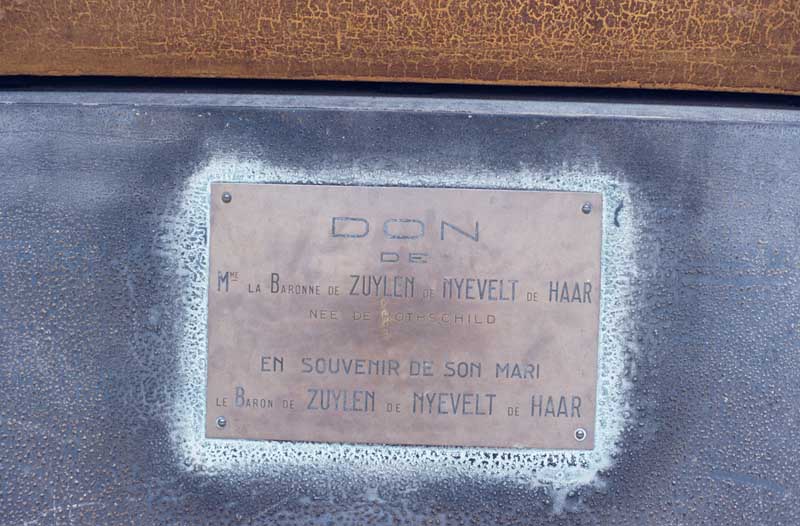 DON
DE
Mme LA BARONNE DE ZUYLEN DE NYEVELT DE HAAR
NÉE DE ROTHSCHILD
EN SOUVENIR DE SON MARI
LE BARON DE ZUYLEN DE NYEVELT DE HAAR